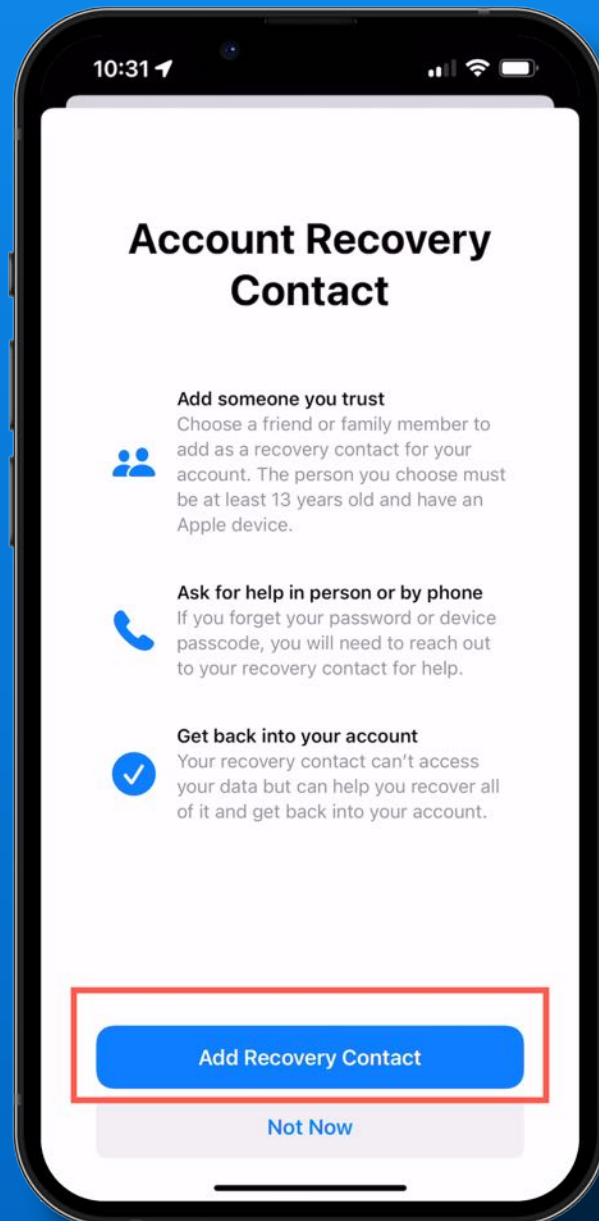 10:31
Account Recovery
Contact
Add someone you trust
Choose a friend or family member to
add as a recovery contact for your
account. The person you choose must
be at least 13 years old and have an
Apple device.
Ask for help in person or by phone
If you forget your password or device
passcode, you will need to reach out
to your recovery contact for help.
Get back into your account
Your recovery contact can’t access
your data but can help you recover all
of it and get back into your account.
Add Recovery Contact
Not Now